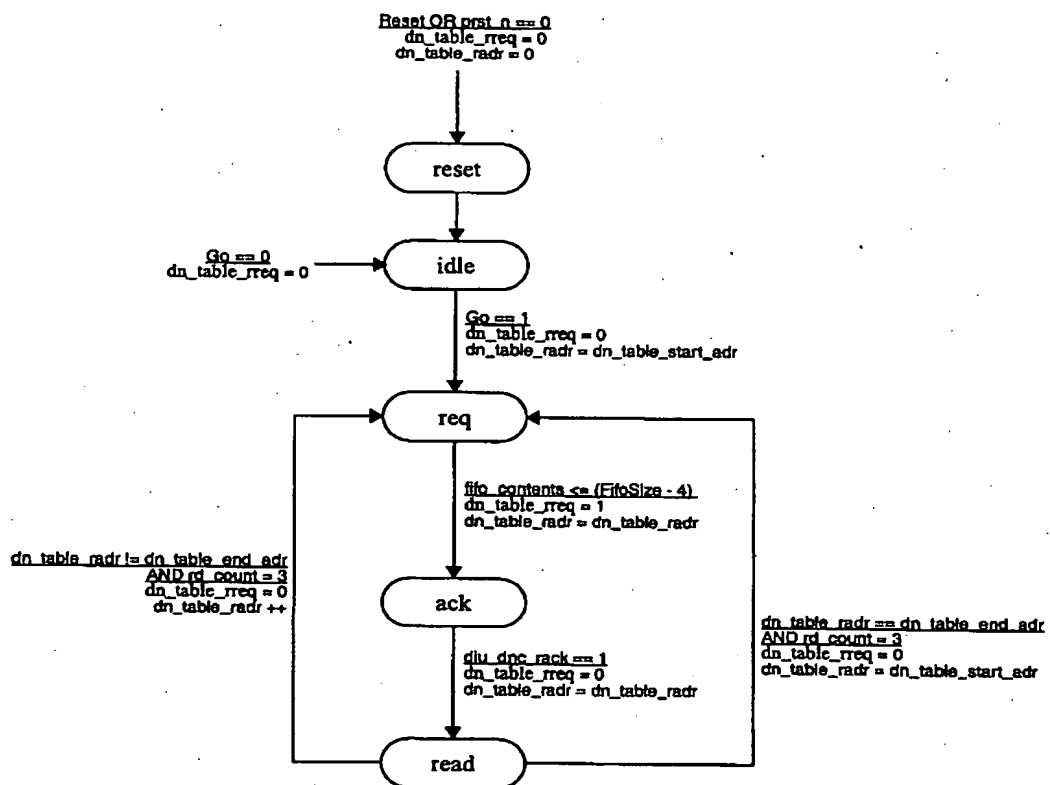 Reset OR prst_n == 0
dn_table_rreq = 0
dn_table_radr = 0
reset
Go == 0
dn_table_rreq = 0
idle
Go == 1
dn_table_rreq = 0
dn_table_radr = dn_table_start_adr
req
fifo_contents <= (FifoSize - 4)
dn_table_rreq = 1
dn_table_radr = dn_table_radr
dn_table_radr != dn_table_end_adr
AND rd_count = 3
dn_table_rreq = 0
dn_table_radr ++
ack
dn_table_radr == dn_table_end_adr
AND rd_count = 3
dn_table_rreq = 0
dn_table_radr = dn_table_start_adr
diu_dnc_rack == 1
dn_table_rreq = 0
dn_table_radr = dn_table_radr
read